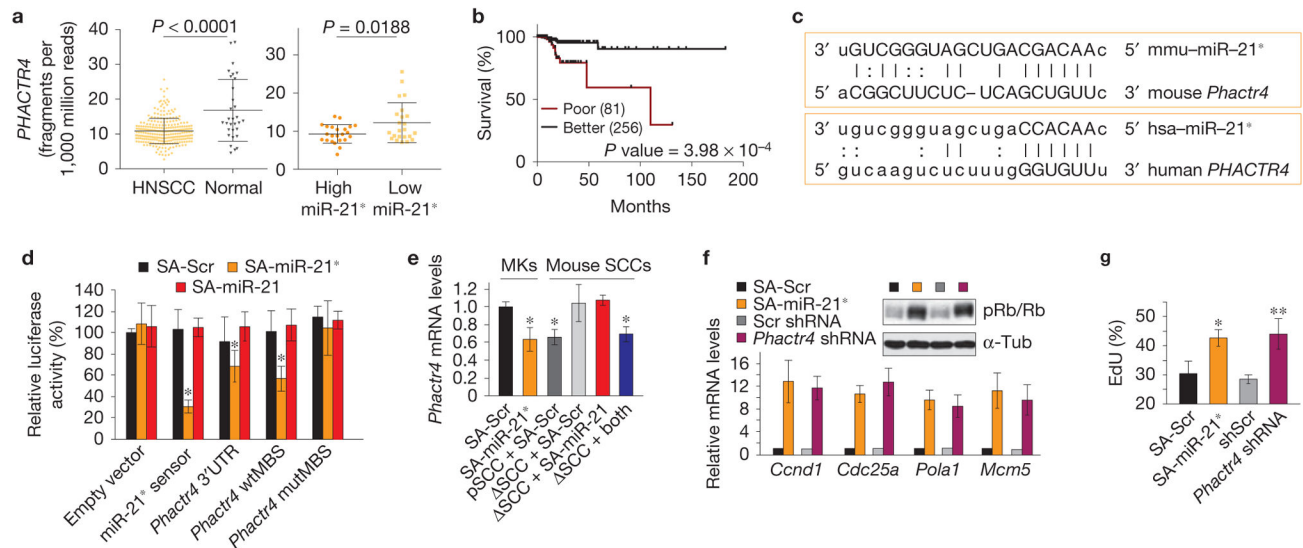 a
P < 0.0001
P = 0.0188
PHACTR4
(fragments per
1,000 million reads)
40
30
20
10
0
HNSCC
Normal
30
20
10
0
High
miR-21*
Low
miR-21*
b
Survival (%)
100
80
60
40
20
0
Poor (81)
Better (256)
P value = 3.98 × 10−4
0
50
100
150
200
Months
c
3′ uGUCGGGUAGCUGACGACAAc 5′ mmu–miR–21*
5′ aCGGCUUCUC–UCAGCUGUUc 3′ mouse Phactr4
3′ ugucggguagcugaCCACAAc 5′ hsa–miR–21*
5′ gucaagucucuuugGGUGUUu 3′ human PHACTR4
d
SA-Scr
SA-miR-21*
SA-miR-21
Relative luciferase
activity (%)
140
120
100
80
60
40
20
0
*
*
*
Empty vector
miR-21* sensor
Phactr4 3′UTR
Phactr4 wtMBS
Phactr4 mutMBS
e
MKs
Mouse SCCs
Phactr4 mRNA levels
1.2
1.0
0.8
0.6
0.4
0.2
0
*
*
*
SA-Scr
SA-miR-21*
pSCC + SA-Scr
ΔSCC + SA-Scr
ΔSCC + SA-miR-21
ΔSCC + both
f
SA-Scr
SA-miR-21*
Scr shRNA
Phactr4 shRNA
pRb/Rb
α-Tub
Relative mRNA levels
16
12
8
4
0
Ccnd1
Cdc25a
Pola1
Mcm5
g
EdU (%)
50
40
30
20
*
**
SA-Scr
SA-miR-21*
shScr
Phactr4 shRNA